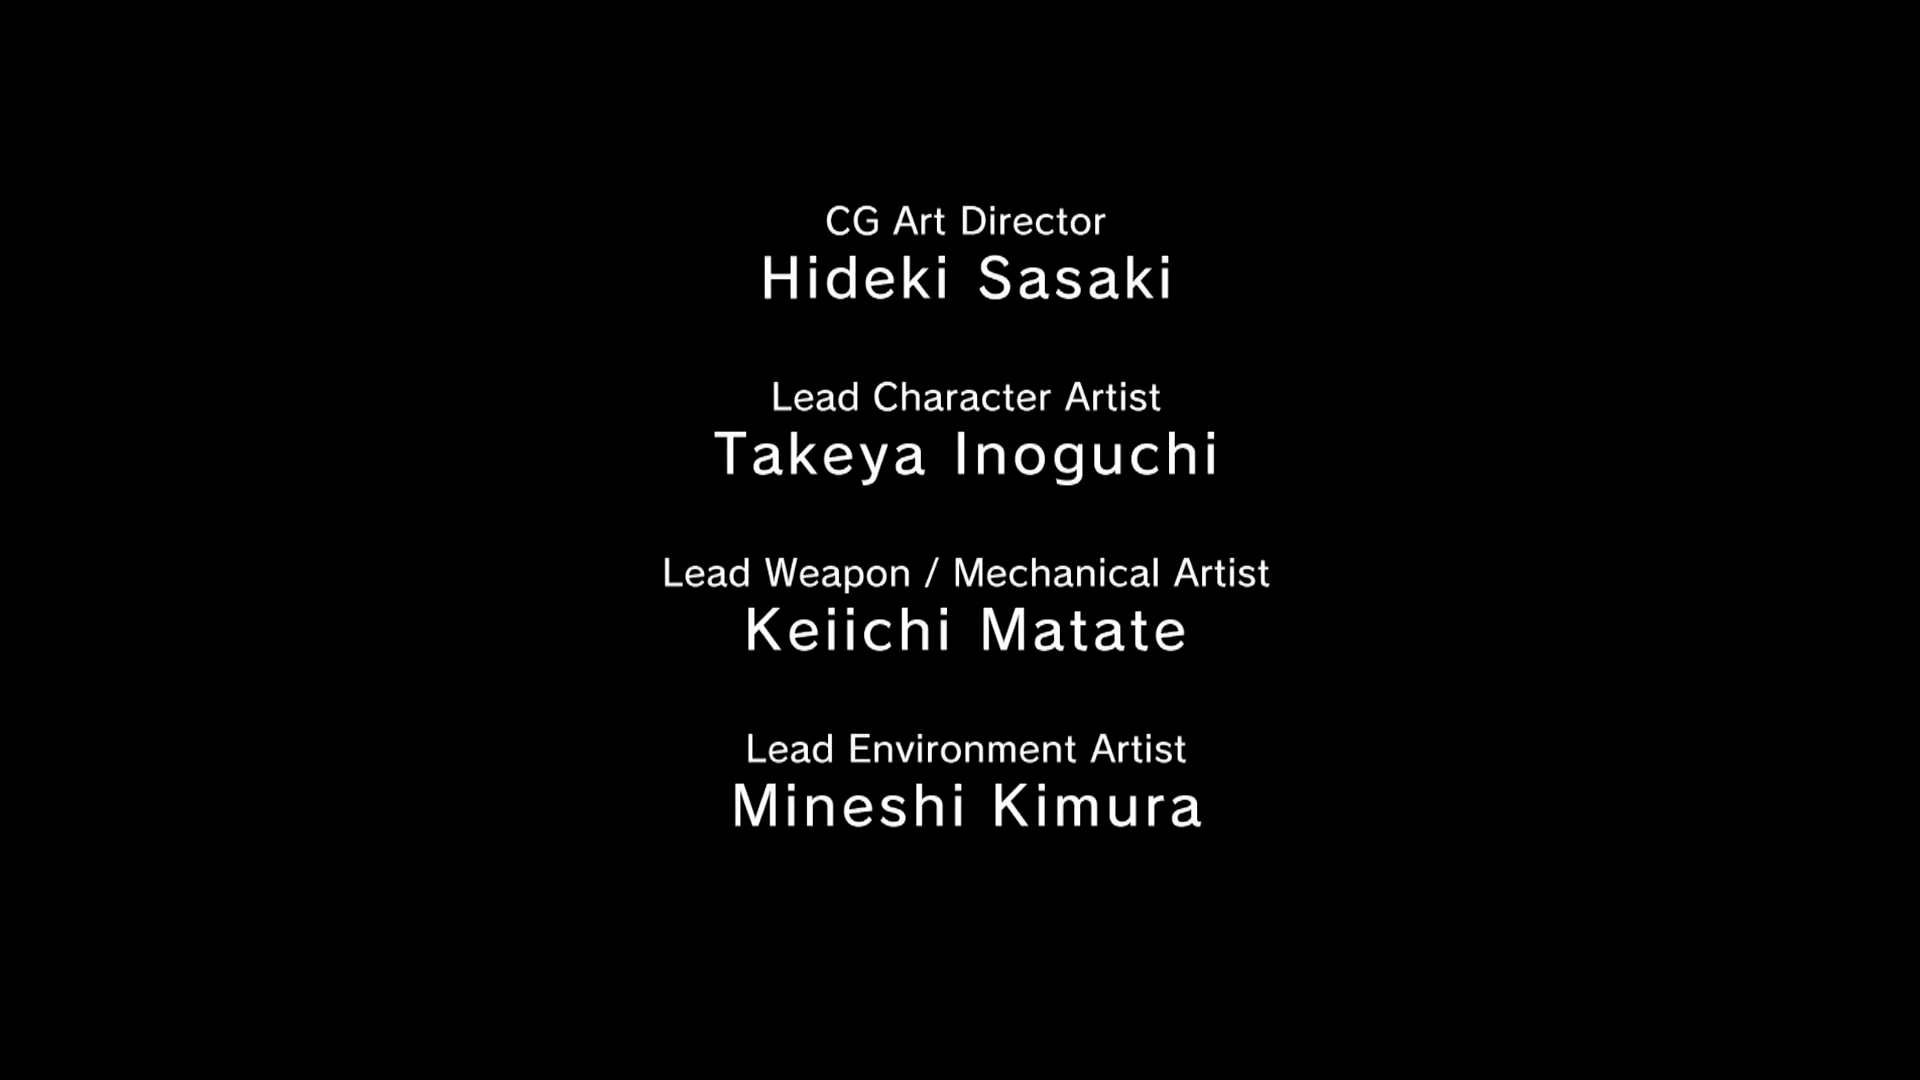 CG Art Director
Hideki Sasaki
Lead Character Artist
Takeya Inoguchi
Lead Weapon / Mechanical Artist
Keiichi Matate
Lead Environment Artist
Mineshi Kimura